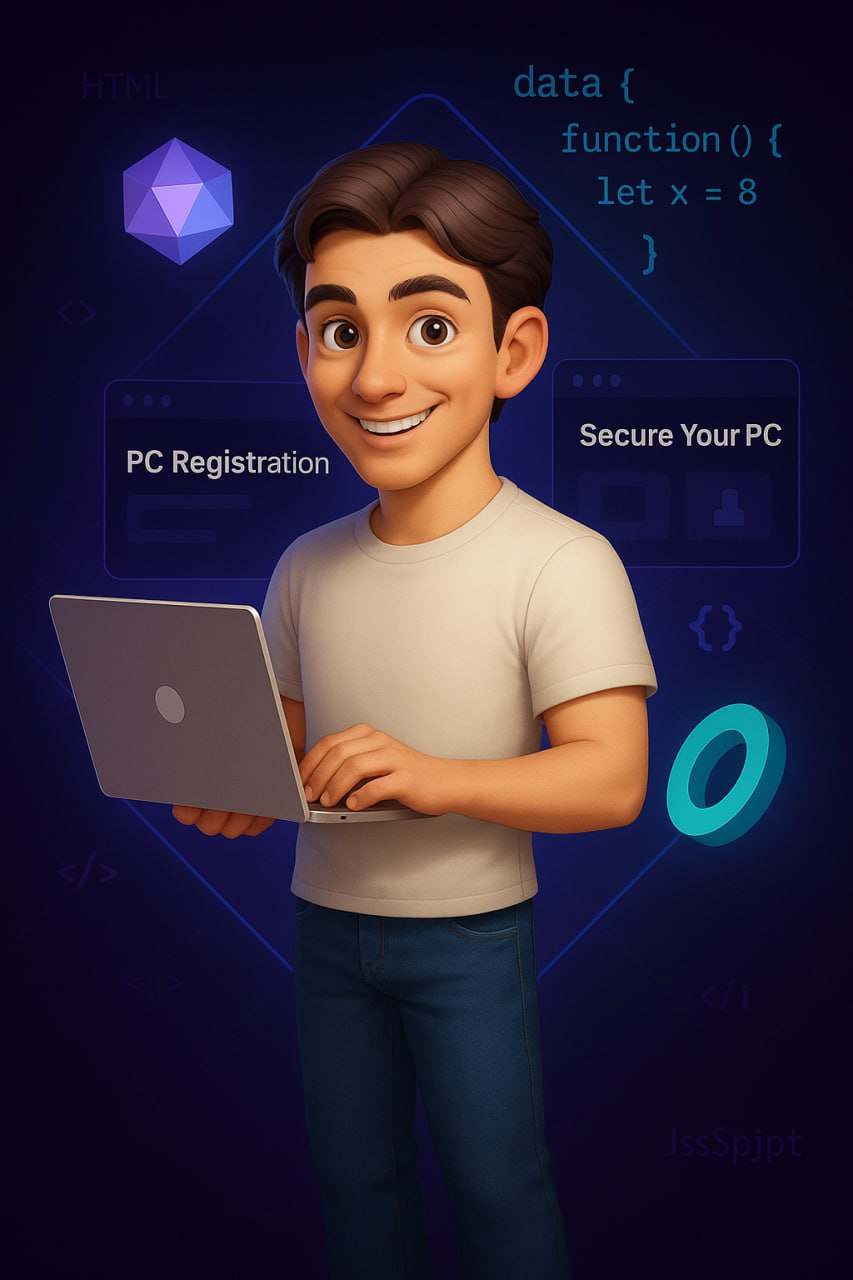 HTML
data {
function() {
let x = 8
}
<>
PC Registration
Secure Your PC
{}
</>
</i
JssSpjpt